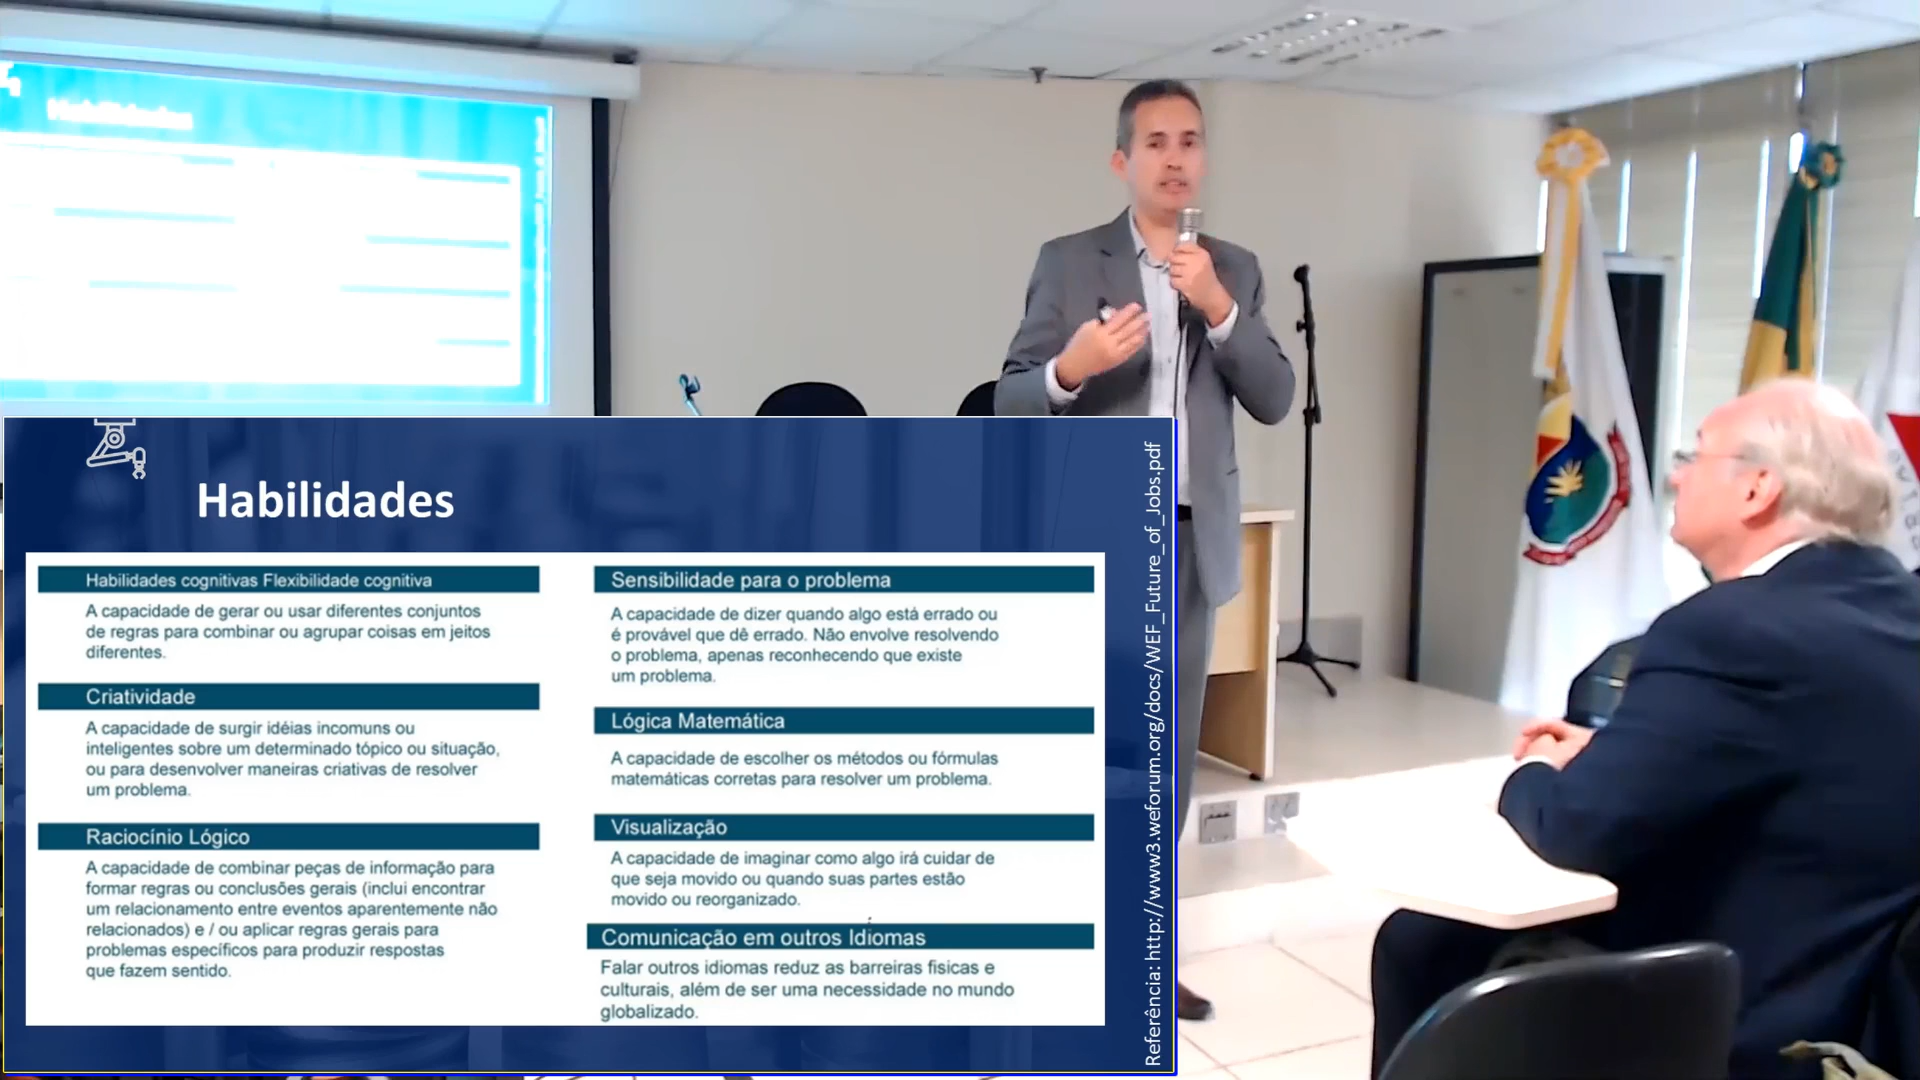 Habilidades
Habilidades
Habilidades cognitivas Flexibilidade cognitiva
A capacidade de gerar ou usar diferentes conjuntos
de regras para combinar ou agrupar coisas em jeitos
diferentes.
Criatividade
A capacidade de surgir idéias incomuns ou
inteligentes sobre um determinado tópico ou situação,
ou para desenvolver maneiras criativas de resolver
um problema.
Raciocínio Lógico
A capacidade de combinar peças de informação para
formar regras ou conclusões gerais (inclui encontrar
um relacionamento entre eventos aparentemente não
relacionados) e / ou aplicar regras gerais para
problemas específicos para produzir respostas
que fazem sentido.
Sensibilidade para o problema
A capacidade de dizer quando algo está errado ou
é provável que dê errado. Não envolve resolvendo
o problema, apenas reconhecendo que existe
um problema.
Lógica Matemática
A capacidade de escolher os métodos ou fórmulas
matemáticas corretas para resolver um problema.
Visualização
A capacidade de imaginar como algo irá cuidar de
que seja movido ou quando suas partes estão
movido ou reorganizado.
Comunicação em outros Idiomas
Falar outros idiomas reduz as barreiras fisicas e
culturais, além de ser uma necessidade no mundo
globalizado.
Referência: http://www3.weforum.org/docs/WEF_Future_of_Jobs.pdf